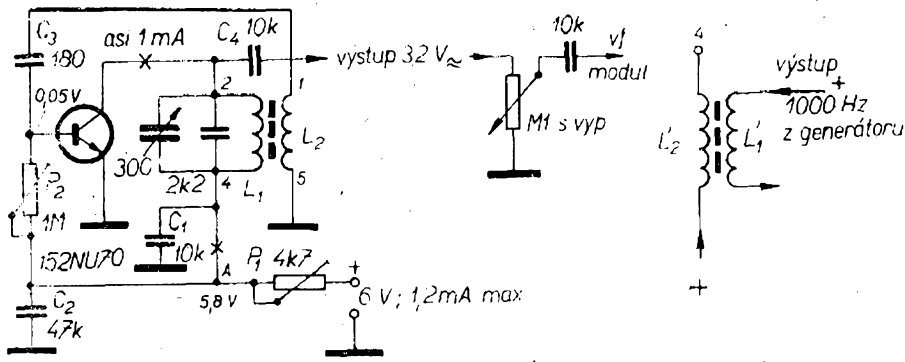 C3
180
asi 1 mA
C4
10k
výstup 3,2 V≈
10k
vf
modul
M1 s vyp
4
výstup
+
1000 Hz
z generátoru
L'2
L'1
+
0,05V
2
1
300
2k2
L1
L2
4
5
P2
1M
C1
10k
152NU70
A
5,8 V
P1
4k7
+
6 V; 1,2mA max
C2
47k